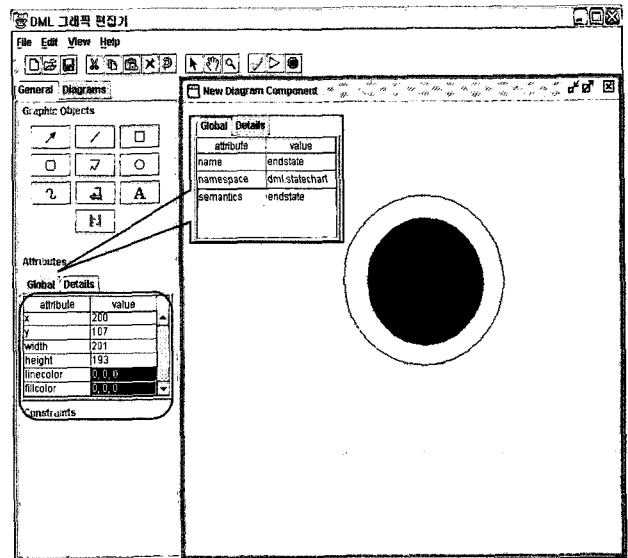 DML 그래픽 편집기
File Edit View Help
General Diagrams
Graphic Objects
A
Attributes
Global Details
attribute value
x 200
y 107
width 201
height 193
linecolor 0, 0, 0
fillcolor 0, 0, 0
Constraints
New Diagram Component
Global Details
attribute value
name endstate
namespace dml.statechart
semantics endstate